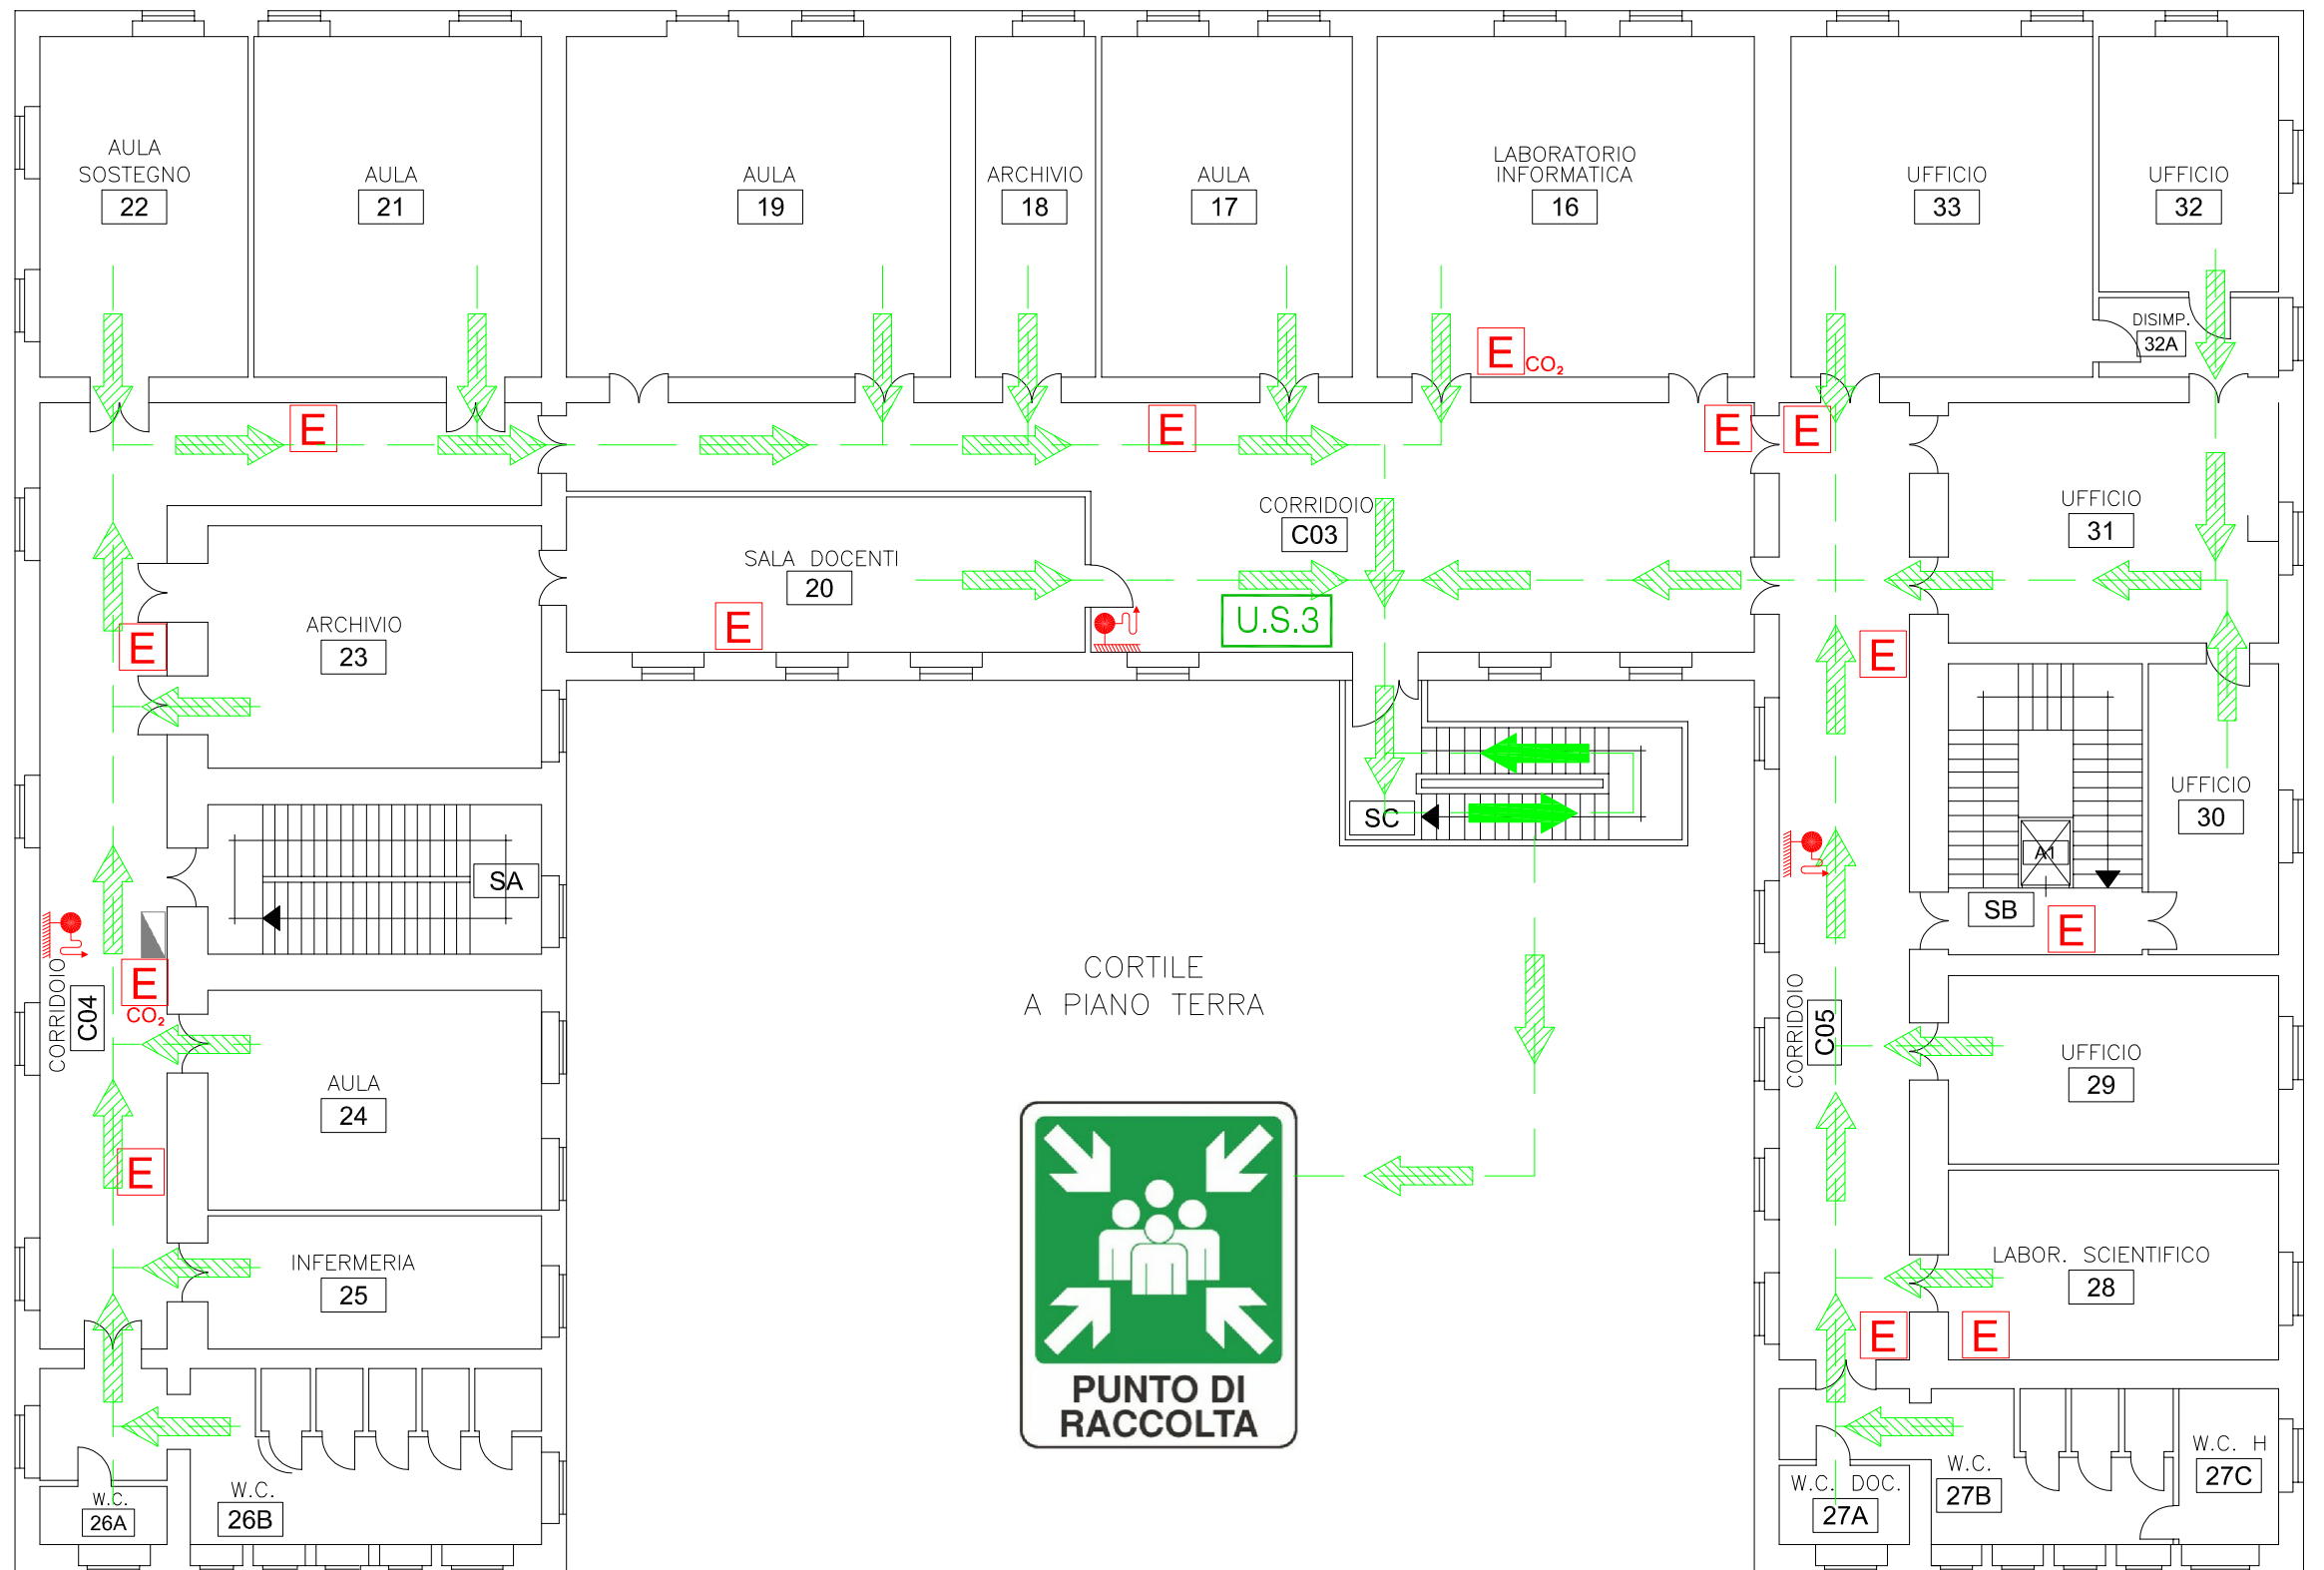 AULA
SOSTEGNO
22
AULA
21
AULA
19
ARCHIVIO
18
AULA
17
LABORATORIO
INFORMATICA
16
UFFICIO
33
UFFICIO
32
DISIMP.
32A
E CO₂
E
E
E
E
CORRIDOIO
C03
UFFICIO
31
SALA DOCENTI
20
U.S.3
E
ARCHIVIO
23
E
E
UFFICIO
30
SC
A1
SA
SB
E
CORRIDOIO
C04
E
CO₂
CORTILE
A PIANO TERRA
CORRIDOIO
C05
AULA
24
UFFICIO
29
E
INFERMERIA
25
LABOR. SCIENTIFICO
28
E
E
PUNTO DI
RACCOLTA
W.C.
26A
W.C.
26B
W.C. DOC.
27A
W.C.
27B
W.C. H
27C